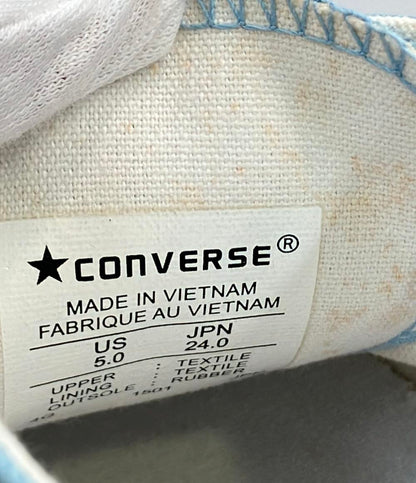 ★CONVERSE®
MADE IN VIETNAM
FABRIQUE AU VIETNAM
US JPN
5.0 24.0
UPPER : TEXTILE
LINING : TEXTILE
OUTSOLE : RUBBER
1501